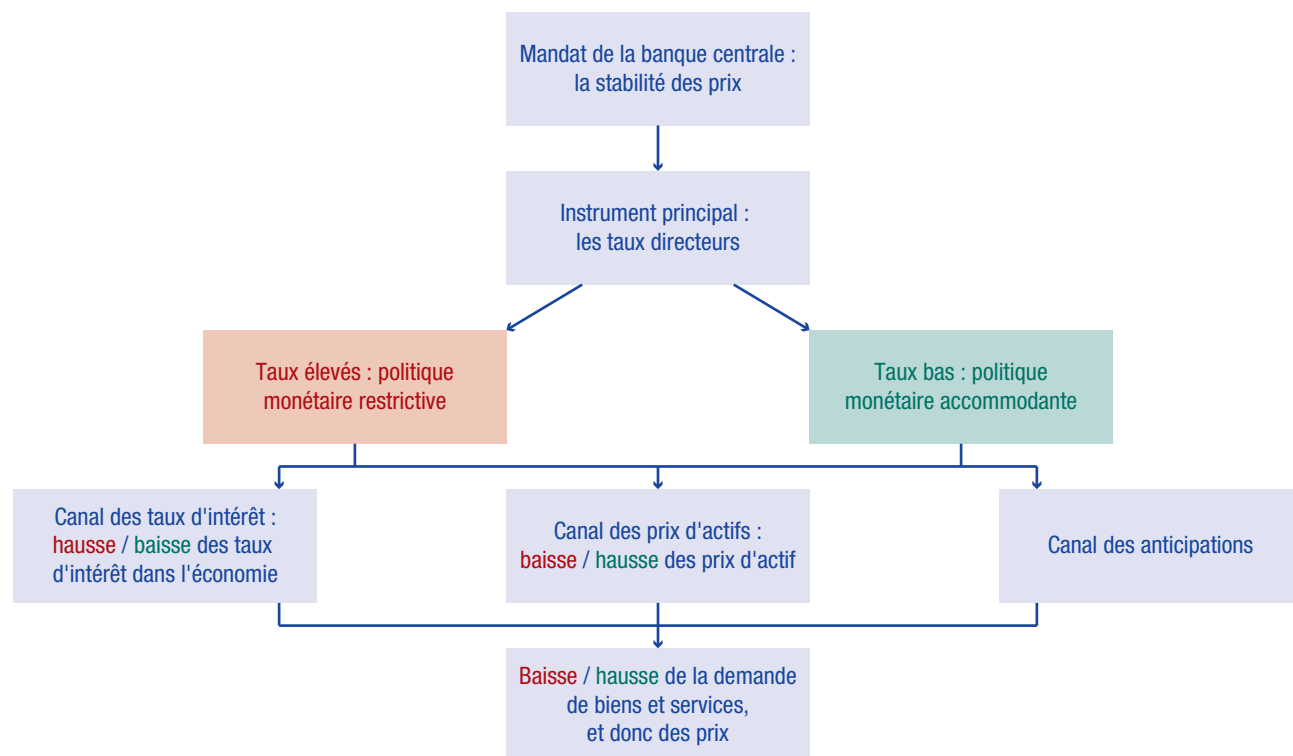 Mandat de la banque centrale :
la stabilité des prix
Instrument principal :
les taux directeurs
Taux élevés : politique
monétaire restrictive
Taux bas : politique
monétaire accommodante
Canal des taux d'intérêt :
hausse / baisse des taux
d'intérêt dans l'économie
Canal des prix d'actifs :
baisse / hausse des prix d'actif
Canal des anticipations
Baisse / hausse de la demande
de biens et services,
et donc des prix